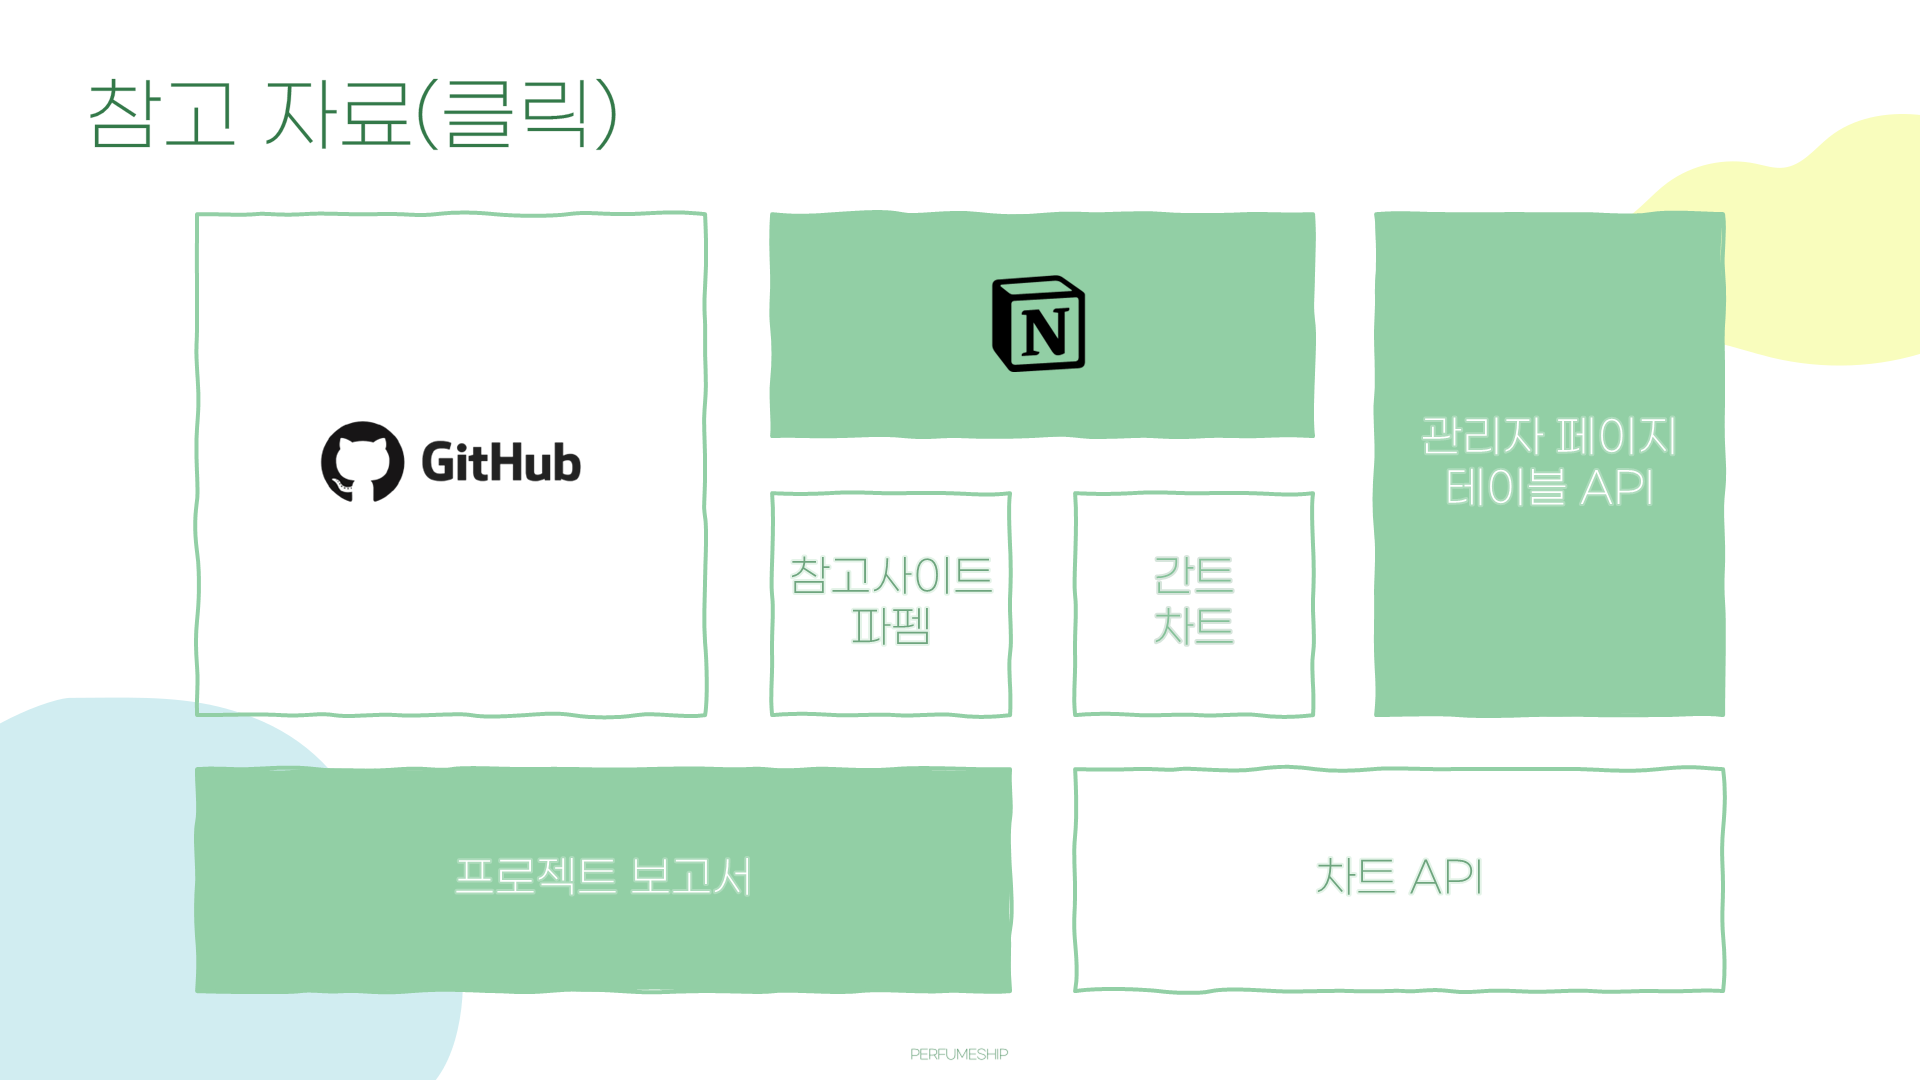 참고 자료(클릭)
GitHub
N
관리자 페이지
테이블 API
참고사이트
파펨
간트
차트
프로젝트 보고서
차트 API
PERFUMESHIP